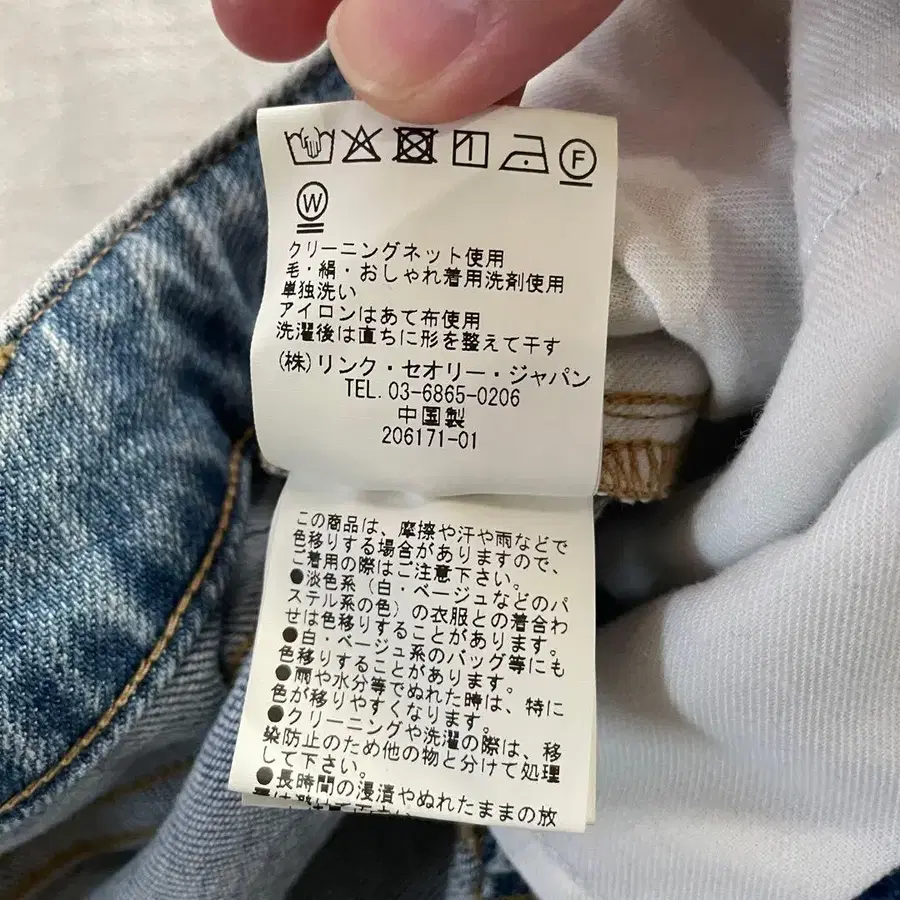 F
W
クリーニングネット使用
毛・絹・おしゃれ着用洗剤使用
単独洗い
アイロンはあて布使用
洗濯後は直ちに形を整えて干す
(株)リンク・セオリー・ジャパン
TEL.03-6865-0206
中国製
206171-01
この商品は、摩擦や汗や雨などで
色移りする場合がありますので、
ご着用の際はご注意下さい。
●淡色系(白・ベージュなどのパ
ステル系の色)の衣服との着合わ
せは色移りすることがあります。
●白・ベージュ系のバッグ等にも
色移りすることがあります。
●雨や水分等でぬれた時は、特に
色が移りやすくなります。
●クリーニングや洗濯の際は、移
染防止のため他の物と分けて処理
して下さい。
●長時間の浸漬やぬれたままの放